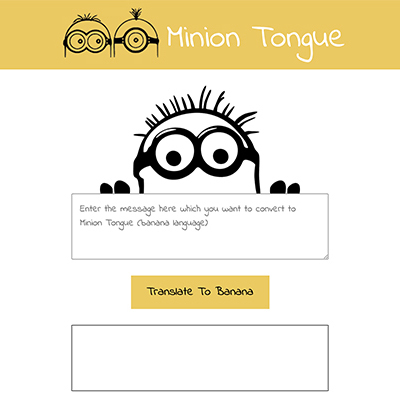 Minion Tongue
Enter the message here which you want to convert to
Minion Tongue (banana language)
Translate To Banana